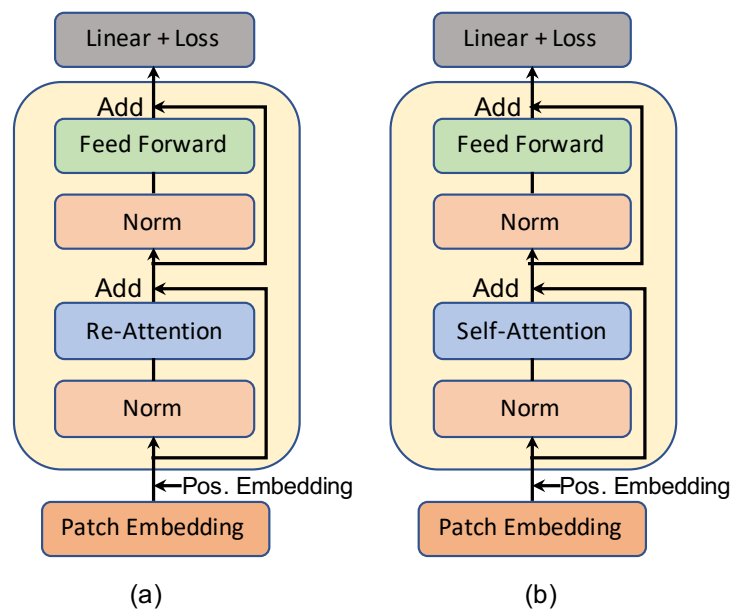 Linear + Loss
Add
Feed Forward
Norm
Add
Re-Attention
Norm
Pos. Embedding
Patch Embedding
(a)
Linear + Loss
Add
Feed Forward
Norm
Add
Self-Attention
Norm
Pos. Embedding
Patch Embedding
(b)